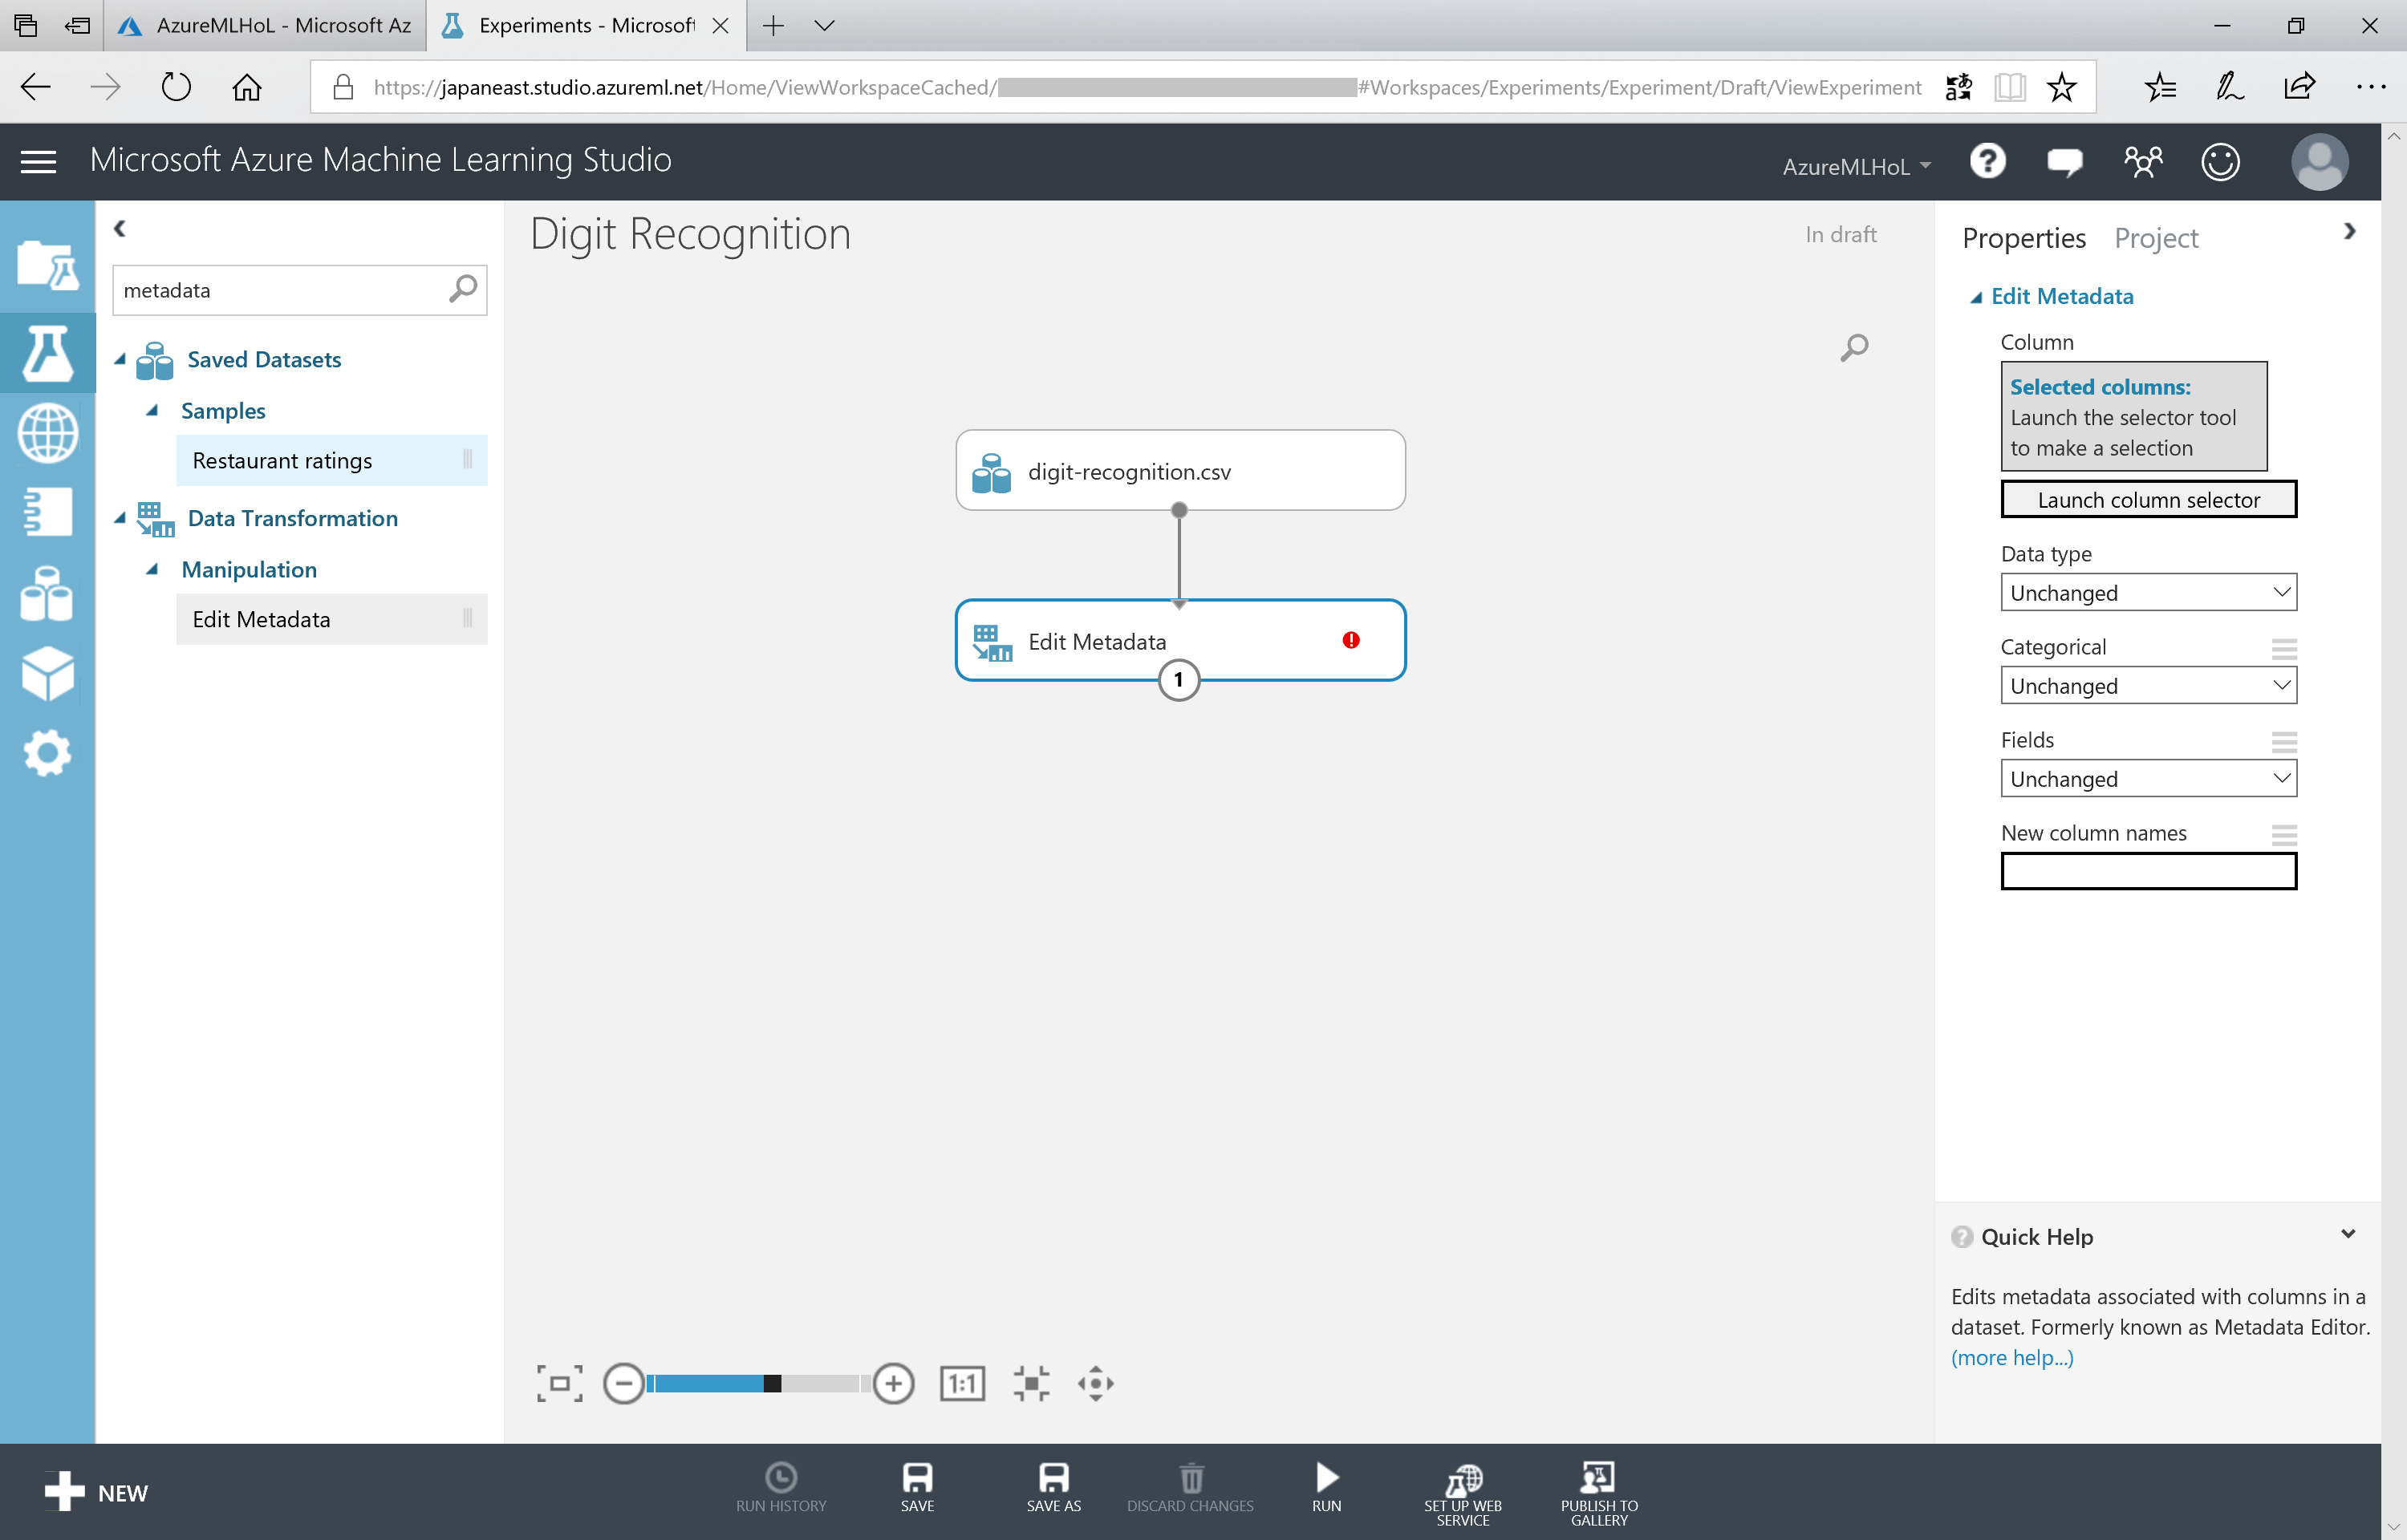 AzureMLHoL - Microsoft Az
Experiments - Microsoft
https://japaneast.studio.azureml.net/Home/ViewWorkspaceCached/
#Workspaces/Experiments/Experiment/Draft/ViewExperiment
Microsoft Azure Machine Learning Studio
AzureMLHoL
metadata
Saved Datasets
Samples
Restaurant ratings
Data Transformation
Manipulation
Edit Metadata
Digit Recognition
In draft
digit-recognition.csv
Edit Metadata
1
1:1
Properties
Project
Edit Metadata
Column
Selected columns:
Launch the selector tool
to make a selection
Launch column selector
Data type
Unchanged
Categorical
Unchanged
Fields
Unchanged
New column names
Quick Help
Edits metadata associated with columns in a
dataset. Formerly known as Metadata Editor.
(more help...)
NEW
RUN HISTORY
SAVE
SAVE AS
DISCARD CHANGES
RUN
SET UP WEB
SERVICE
PUBLISH TO
GALLERY